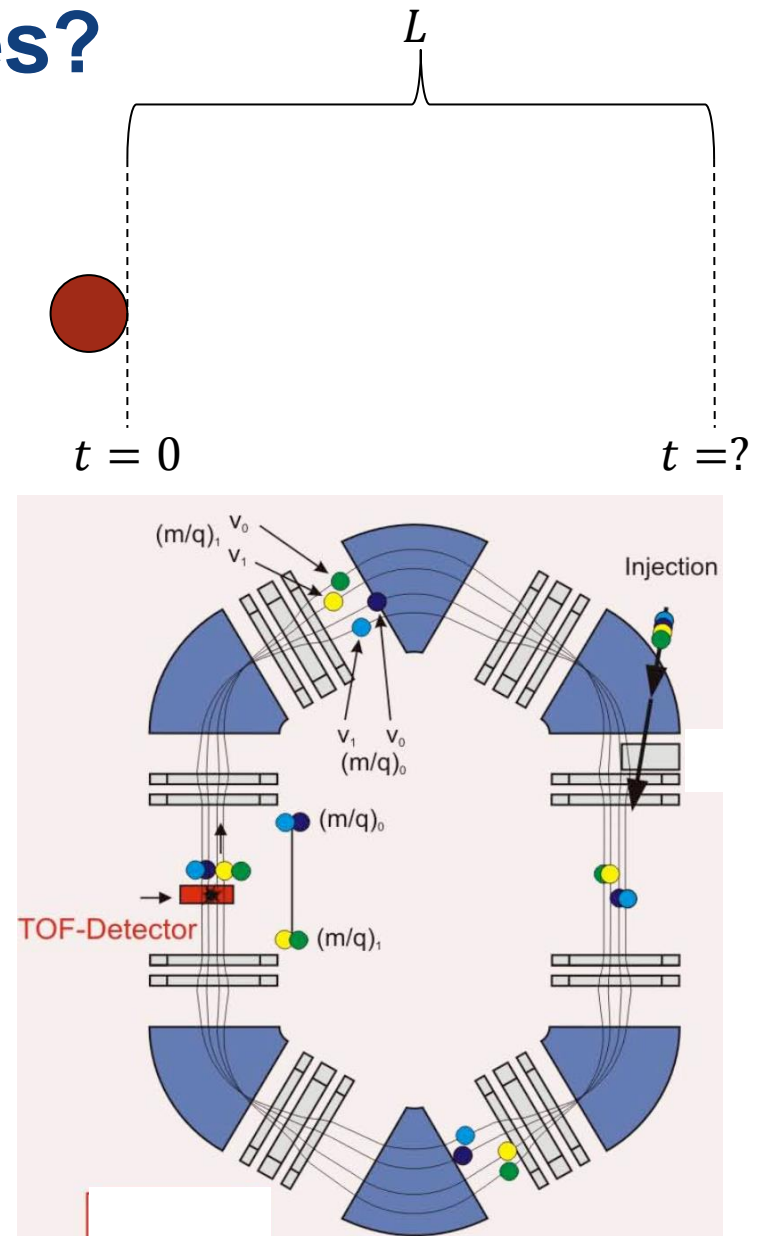 es?
L
t = 0
t =?
(m/q)₁ v₀
v₁
Injection
v₁ v₀
(m/q)₀
(m/q)₀
TOF-Detector
(m/q)₁